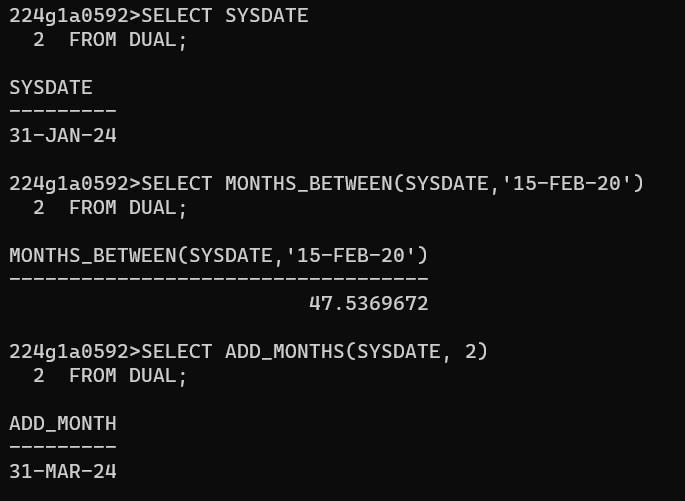 224g1a0592>SELECT SYSDATE
  2  FROM DUAL;
SYSDATE
---------
31-JAN-24
224g1a0592>SELECT MONTHS_BETWEEN(SYSDATE,'15-FEB-20')
  2  FROM DUAL;
MONTHS_BETWEEN(SYSDATE,'15-FEB-20')
-----------------------------------
                         47.5369672
224g1a0592>SELECT ADD_MONTHS(SYSDATE, 2)
  2  FROM DUAL;
ADD_MONTH
---------
31-MAR-24